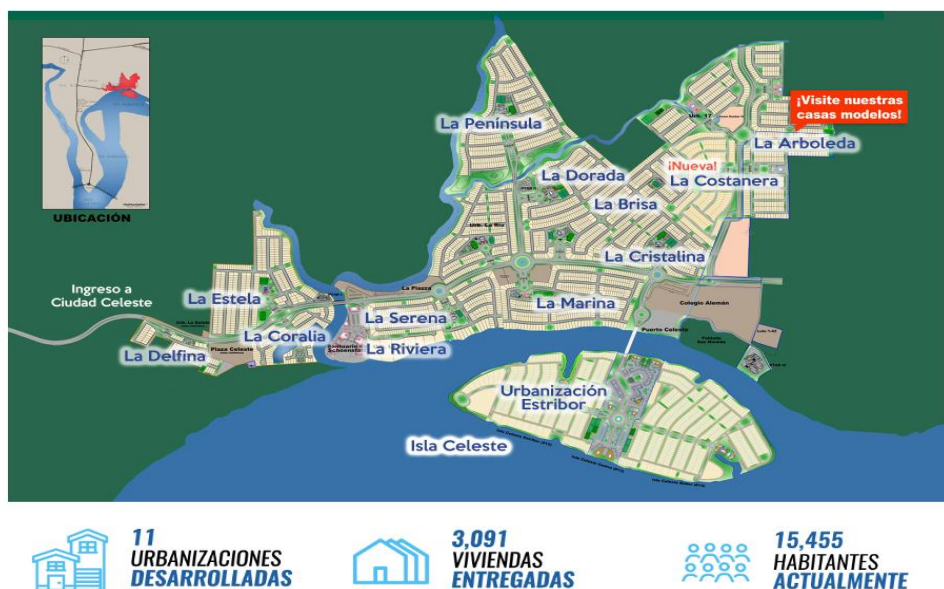 UBICACIÓN
¡Visite nuestras
casas modelos!
La Península
Urb. 17
La Arboleda
¡Nueva!
La Costanera
La Dorada
La Brisa
Ingreso a
Ciudad Celeste
La Estela
La Piazza
La Cristalina
La Serena
La Marina
Colegio Alemán
La Coralia
La Riviera
Puerto Celeste
La Delfina
Plaza Celeste
Urbanización
Estribor
Isla Celeste
11
URBANIZACIONES
DESARROLLADAS
3,091
VIVIENDAS
ENTREGADAS
15,455
HABITANTES
ACTUALMENTE